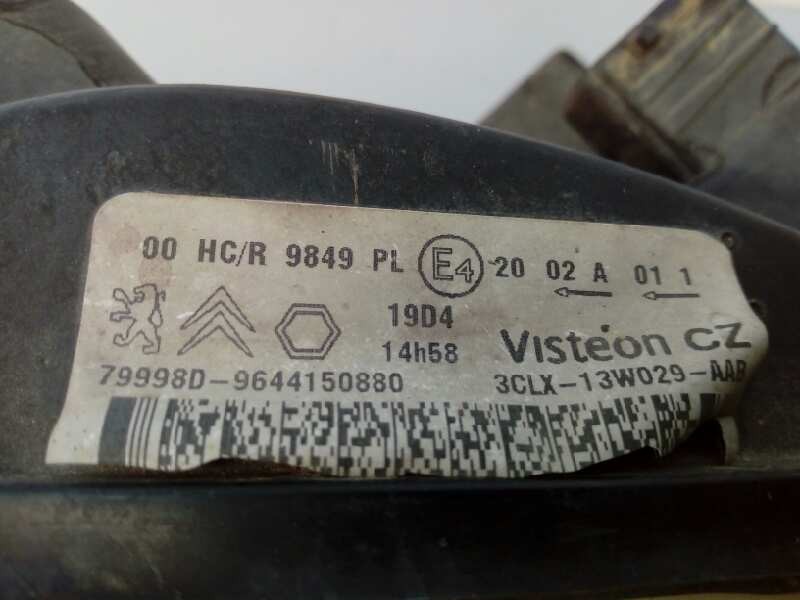 00 HC/R 9849 PL E4 20 02 A 01 1
19D4
14h58
Visteon CZ
79998D-9644150880 3CLX-13W029-AAB